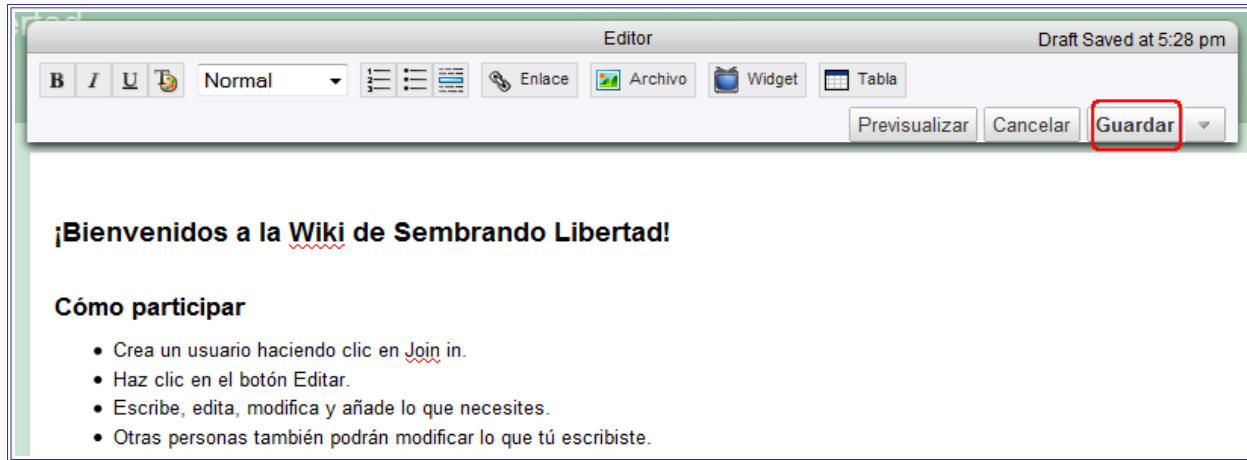 ertad
Editor
Draft Saved at 5:28 pm
B I U T Normal Enlace Archivo Widget Tabla
Previsualizar Cancelar Guardar
¡Bienvenidos a la Wiki de Sembrando Libertad!
Cómo participar
• Crea un usuario haciendo clic en Join in.
• Haz clic en el botón Editar.
• Escribe, edita, modifica y añade lo que necesites.
• Otras personas también podrán modificar lo que tú escribiste.